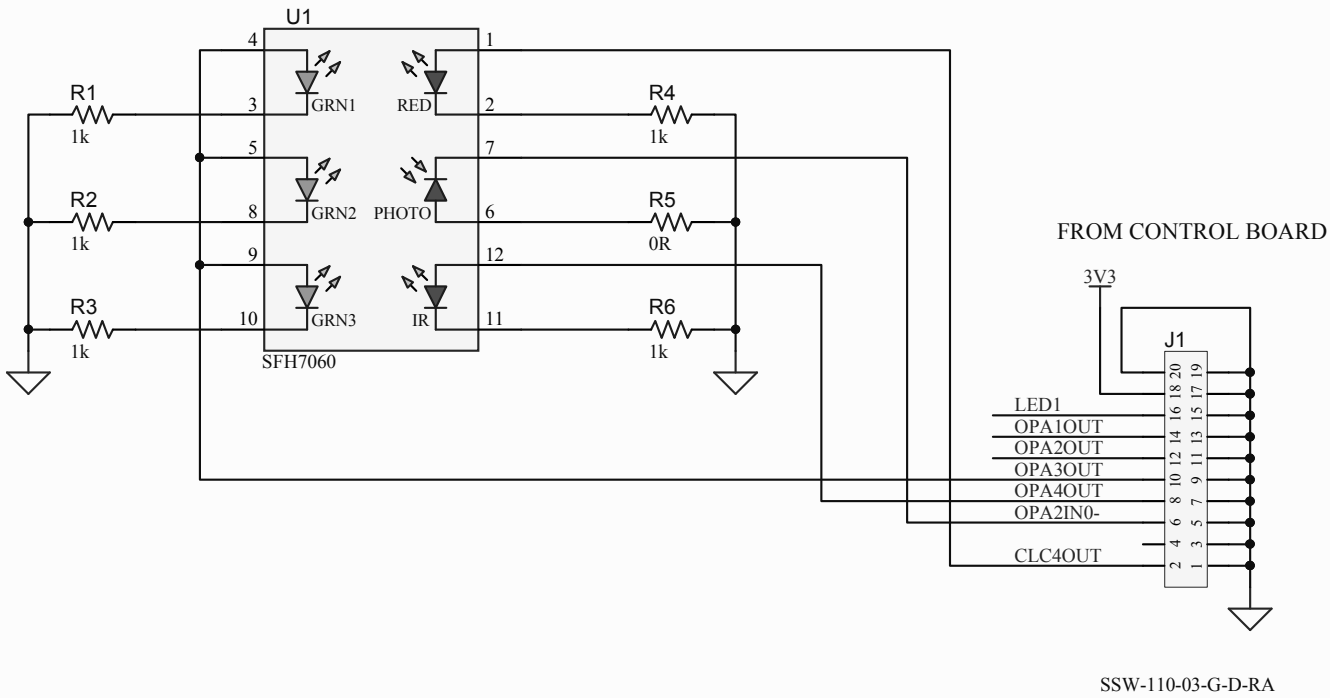 U1
4
1
R1
1k
3
GRN1
RED
2
R4
1k
5
7
R2
1k
8
GRN2
PHOTO
6
R5
0R
9
12
R3
1k
10
GRN3
IR
11
R6
1k
SFH7060
FROM CONTROL BOARD
3V3
J1
20 19
18 17
LED1 16 15
OPA1OUT 14 13
OPA2OUT 12 11
OPA3OUT 10 9
OPA4OUT 8 7
OPA2IN0- 6 5
4 3
CLC4OUT 2 1
SSW-110-03-G-D-RA